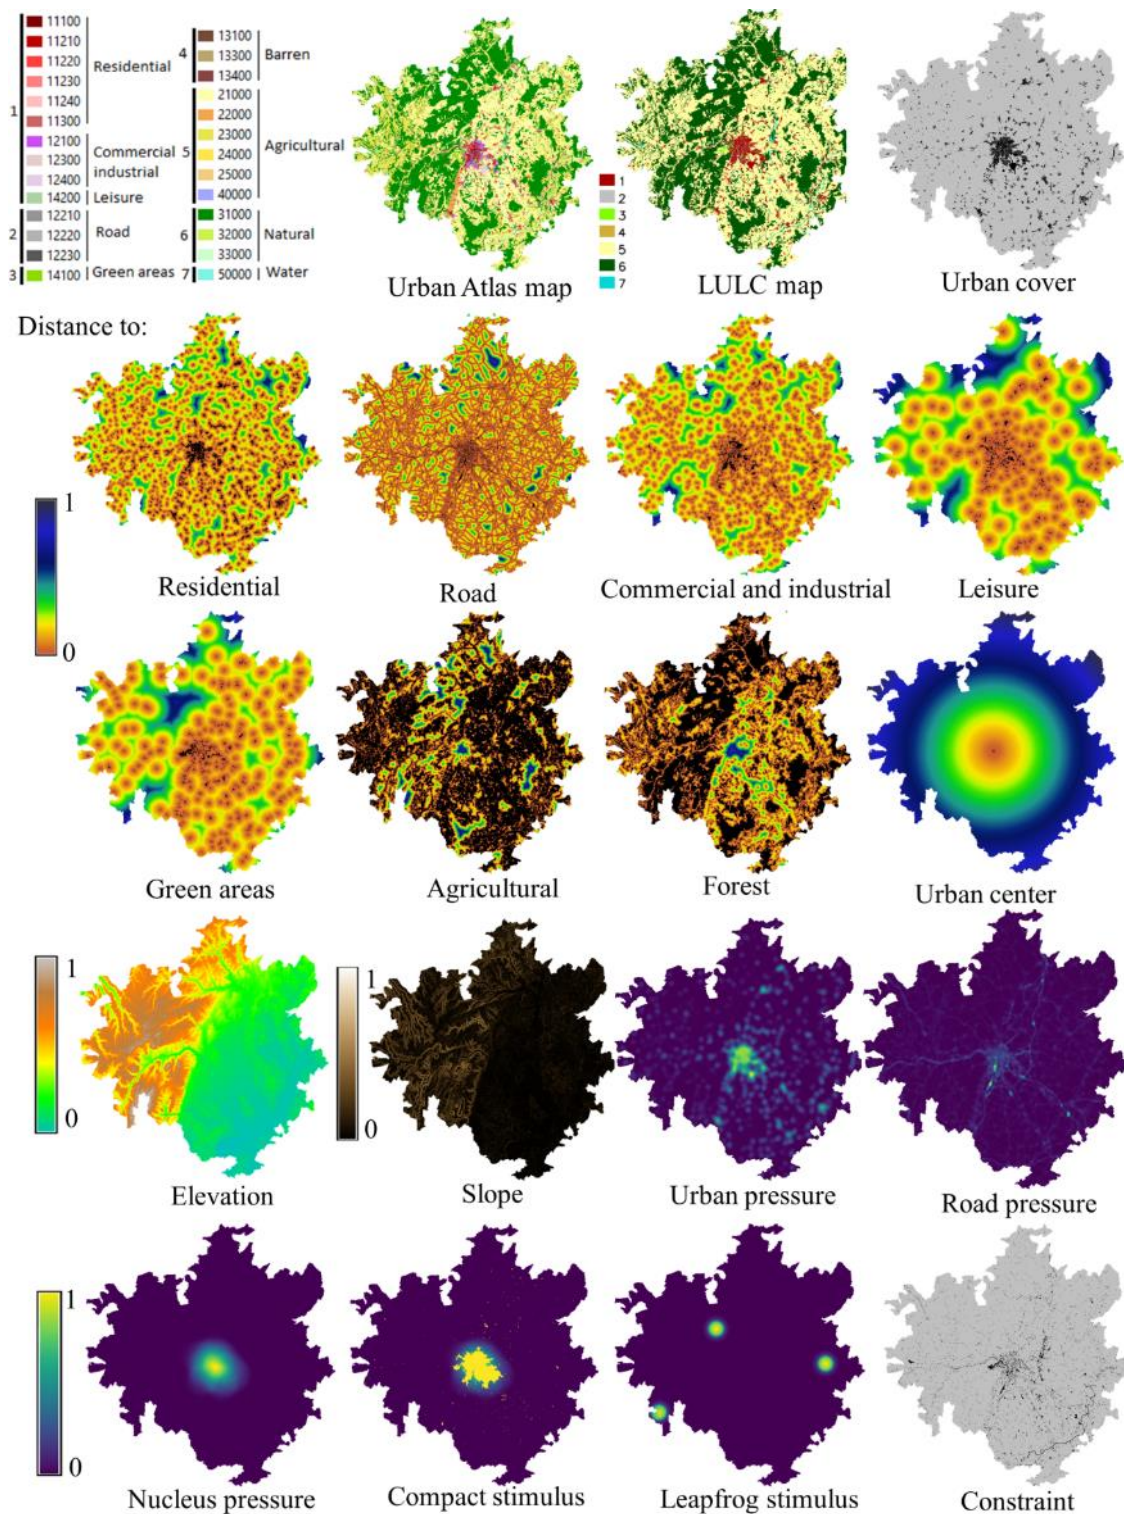 1
11100
11210
11220
11230
11240
11300
Residential
12100
12300
12400
Commercial
industrial
14200
Leisure
2
12210
12220
12230
Road
3
14100
Green areas
4
13100
13300
13400
Barren
5
21000
22000
23000
24000
25000
40000
Agricultural
6
31000
32000
33000
Natural
7
50000
Water
Urban Atlas map
1
2
3
4
5
6
7
LULC map
Urban cover
Distance to:
1
0
Residential
Road
Commercial and industrial
Leisure
Green areas
Agricultural
Forest
Urban center
1
0
Elevation
1
0
Slope
Urban pressure
Road pressure
1
0
Nucleus pressure
Compact stimulus
Leapfrog stimulus
Constraint